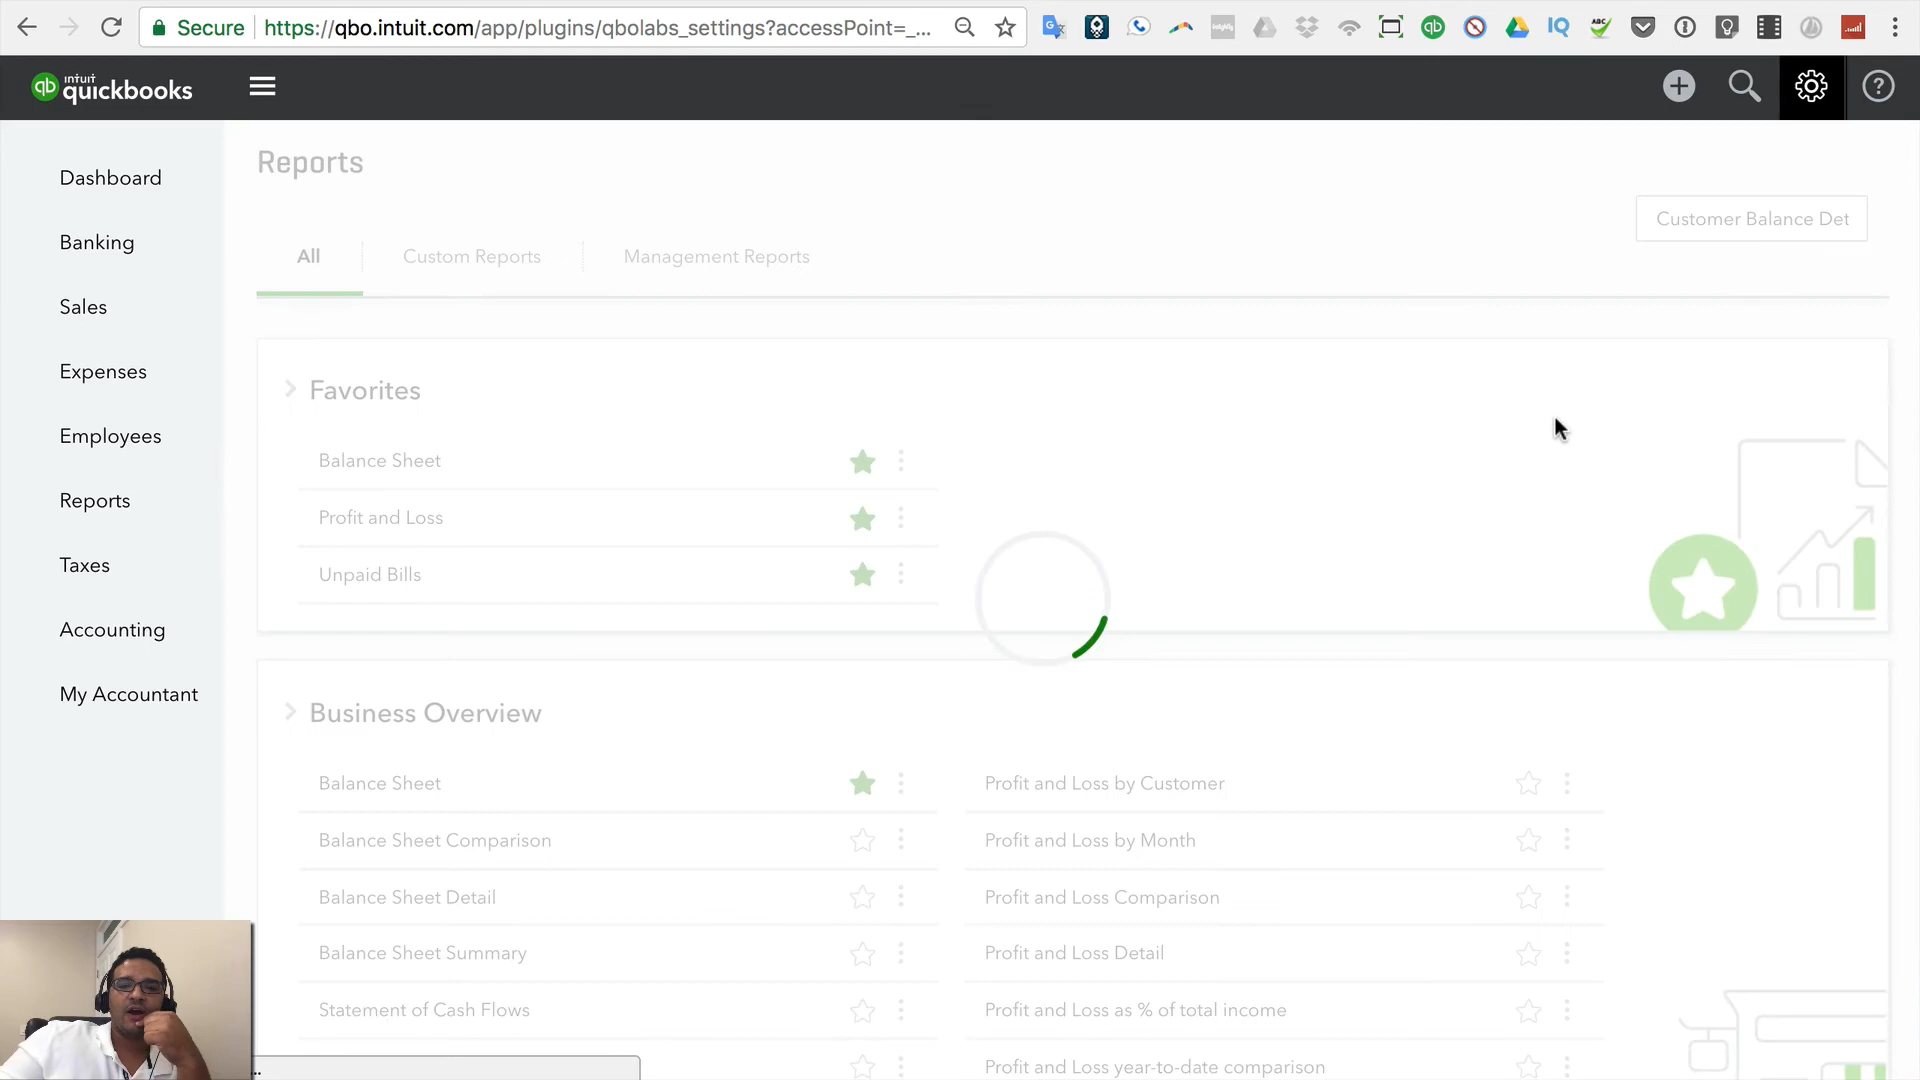 Secure https://qbo.intuit.com/app/plugins/qbolabs_settings?accessPoint=_...
intuit
qb quickbooks
Reports
Customer Balance Det
Dashboard
Banking
Sales
Expenses
Employees
Reports
Taxes
Accounting
My Accountant
All
Custom Reports
Management Reports
Favorites
Balance Sheet
Profit and Loss
Unpaid Bills
Business Overview
Balance Sheet
Profit and Loss by Customer
Balance Sheet Comparison
Profit and Loss by Month
Balance Sheet Detail
Profit and Loss Comparison
Balance Sheet Summary
Profit and Loss Detail
Statement of Cash Flows
Profit and Loss as % of total income
Profit and Loss year-to-date comparison
...